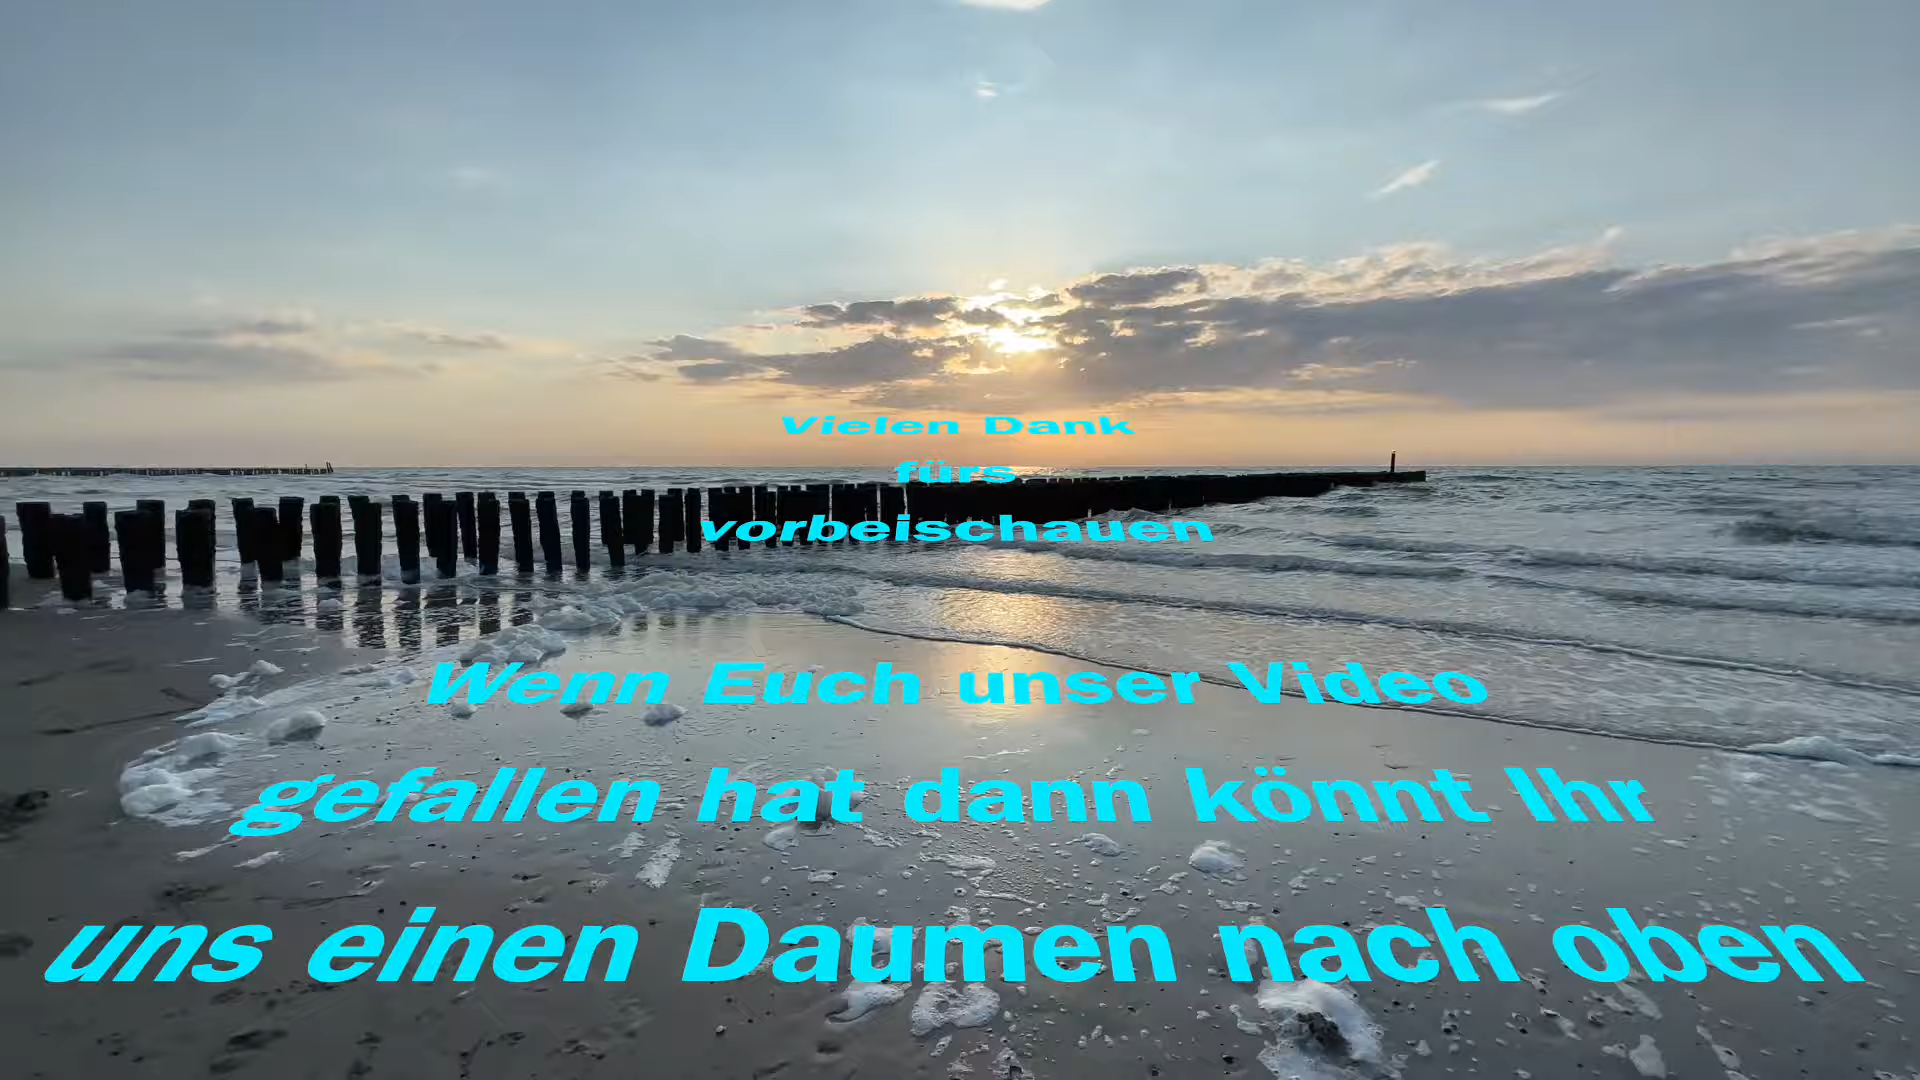 Vielen Dank
fürs
vorbeischauen
Wenn Euch unser Video
gefallen hat dann könnt Ihr
uns einen Daumen nach oben